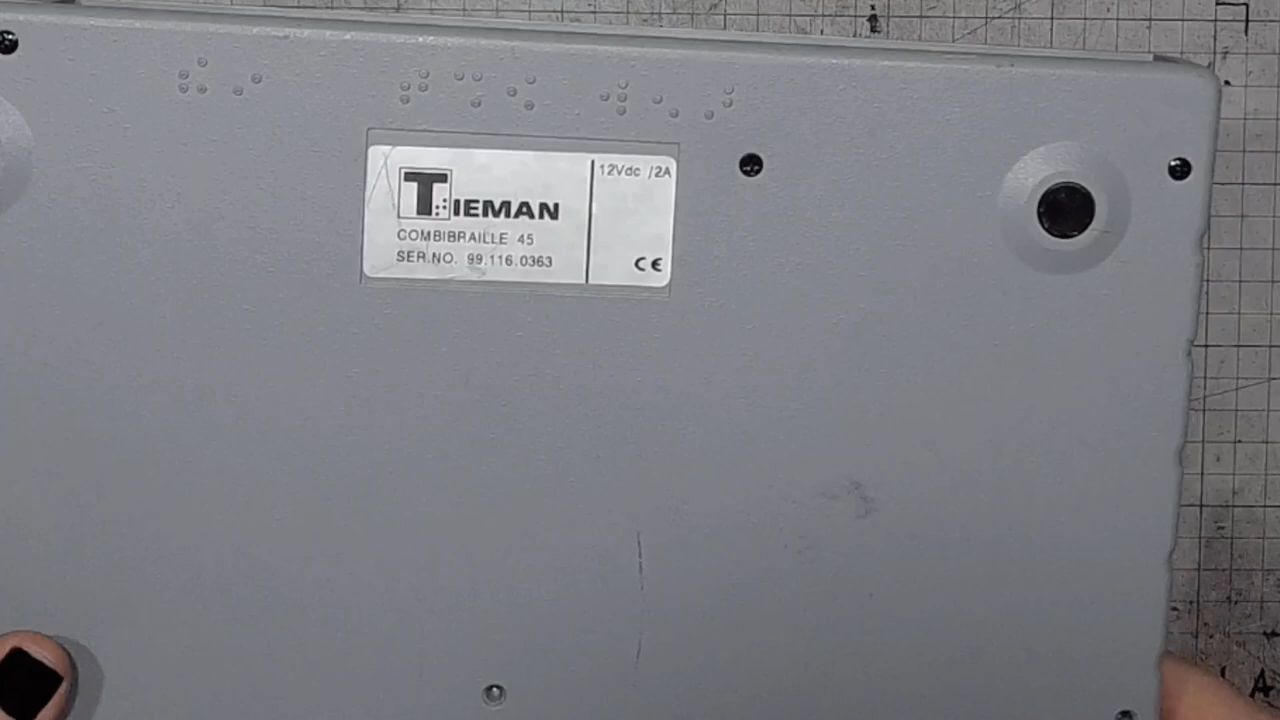 TIEMAN
COMBIBRAILLE 45
SER.NO. 99.116.0363
12Vdc /2A
CE